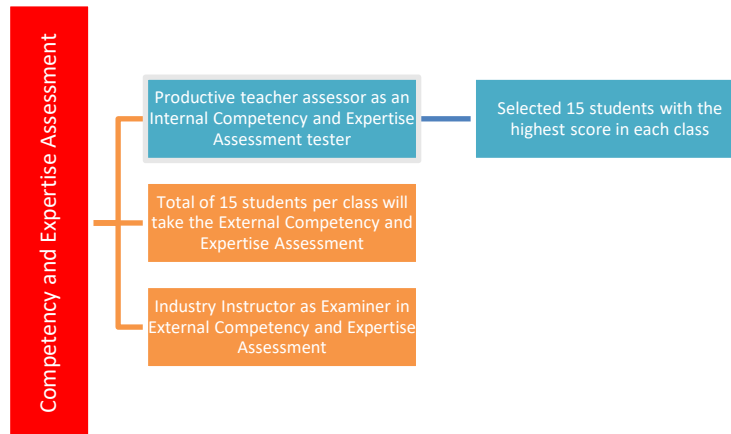 Competency and Expertise Assessment
Productive teacher assessor as an
Internal Competency and Expertise
Assessment tester
Selected 15 students with the
highest score in each class
Total of 15 students per class will
take the External Competency and
Expertise Assessment
Industry Instructor as Examiner in
External Competency and Expertise
Assessment